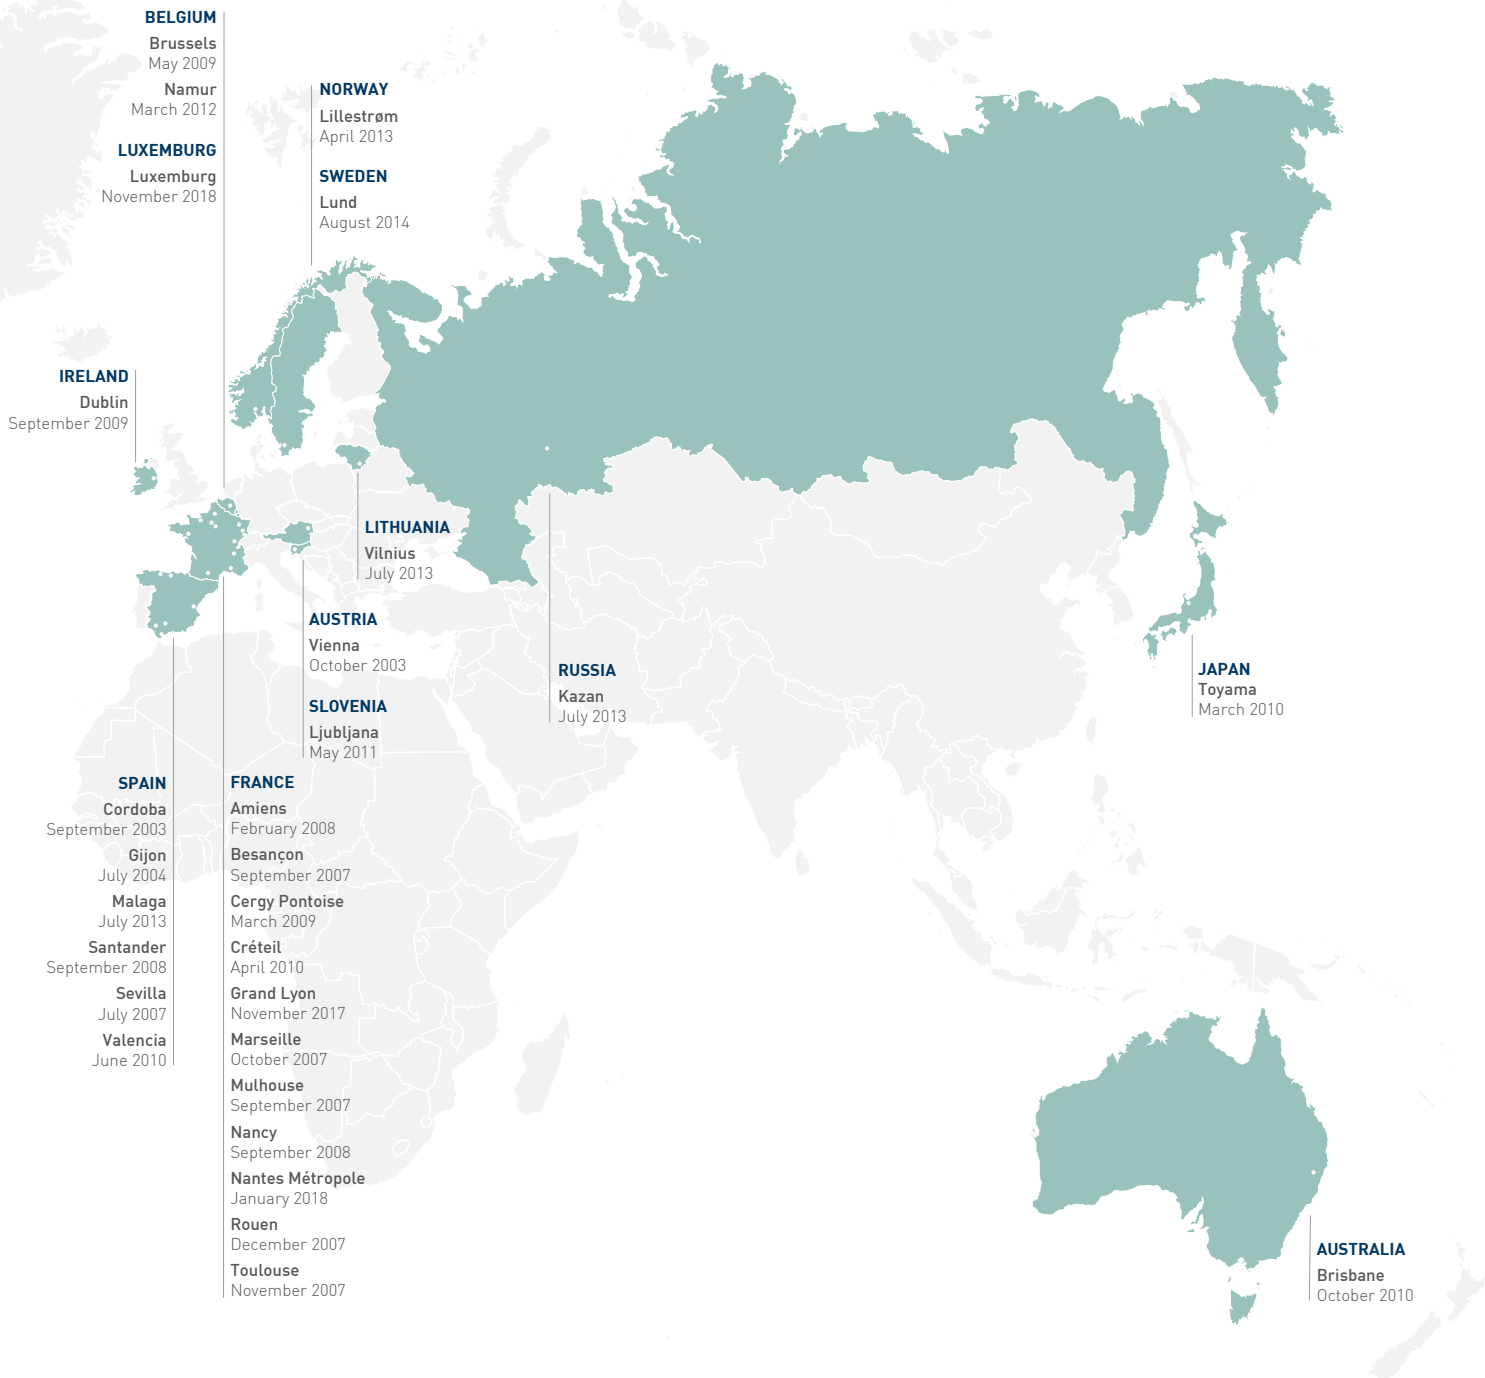 BELGIUM
Brussels
May 2009
Namur
March 2012
LUXEMBURG
Luxemburg
November 2018
NORWAY
Lillestrøm
April 2013
SWEDEN
Lund
August 2014
IRELAND
Dublin
September 2009
LITHUANIA
Vilnius
July 2013
AUSTRIA
Vienna
October 2003
SLOVENIA
Ljubljana
May 2011
RUSSIA
Kazan
July 2013
JAPAN
Toyama
March 2010
SPAIN
Cordoba
September 2003
Gijon
July 2004
Malaga
July 2013
Santander
September 2008
Sevilla
July 2007
Valencia
June 2010
FRANCE
Amiens
February 2008
Besançon
September 2007
Cergy Pontoise
March 2009
Créteil
April 2010
Grand Lyon
November 2017
Marseille
October 2007
Mulhouse
September 2007
Nancy
September 2008
Nantes Métropole
January 2018
Rouen
December 2007
Toulouse
November 2007
AUSTRALIA
Brisbane
October 2010